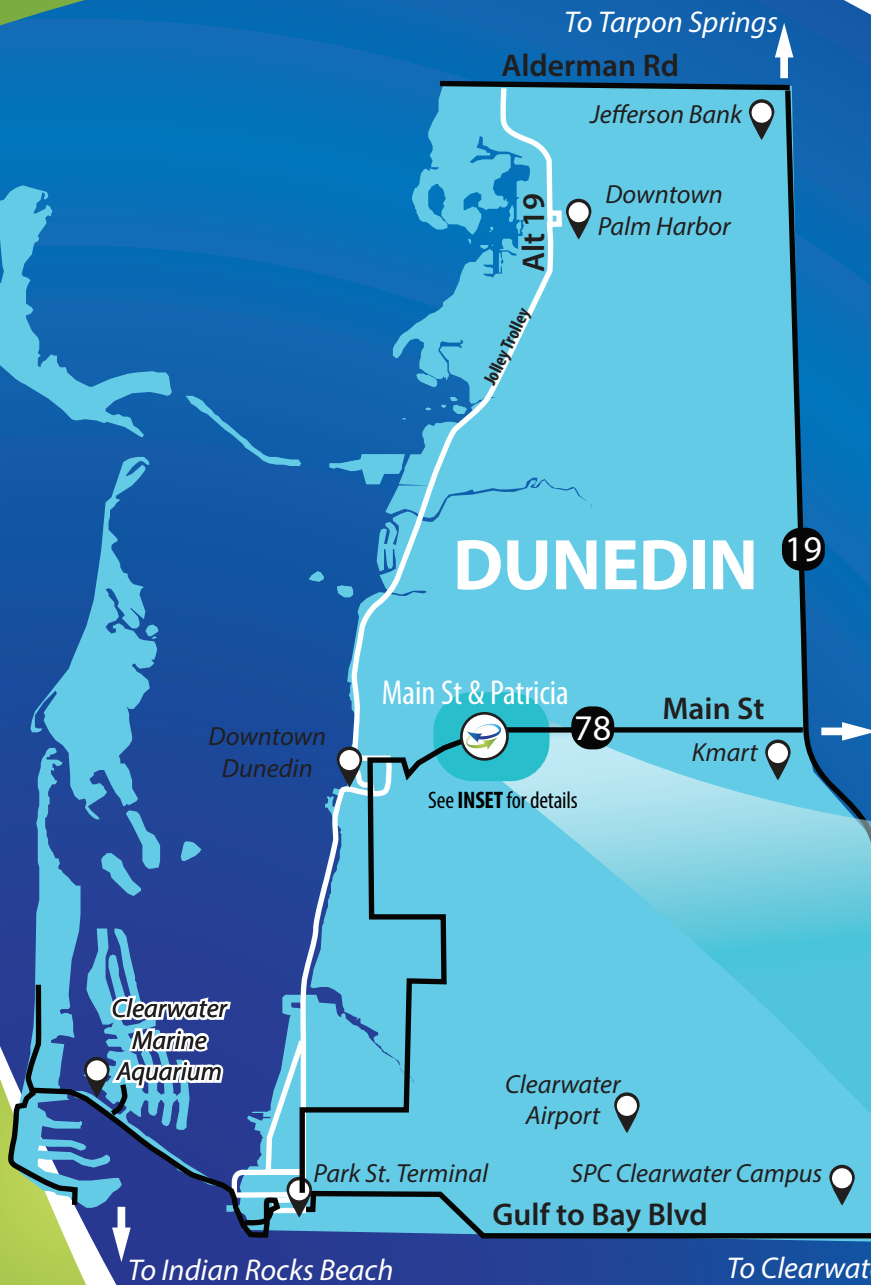 To Tarpon Springs
Alderman Rd
Jefferson Bank
Downtown
Palm Harbor
Alt 19
Jolley Trolley
DUNEDIN
19
Main St & Patricia
78
Main St
Downtown
Dunedin
Kmart
See INSET for details
Clearwater
Marine
Aquarium
Clearwater
Airport
Park St. Terminal
SPC Clearwater Campus
Gulf to Bay Blvd
To Indian Rocks Beach
To Clearwat